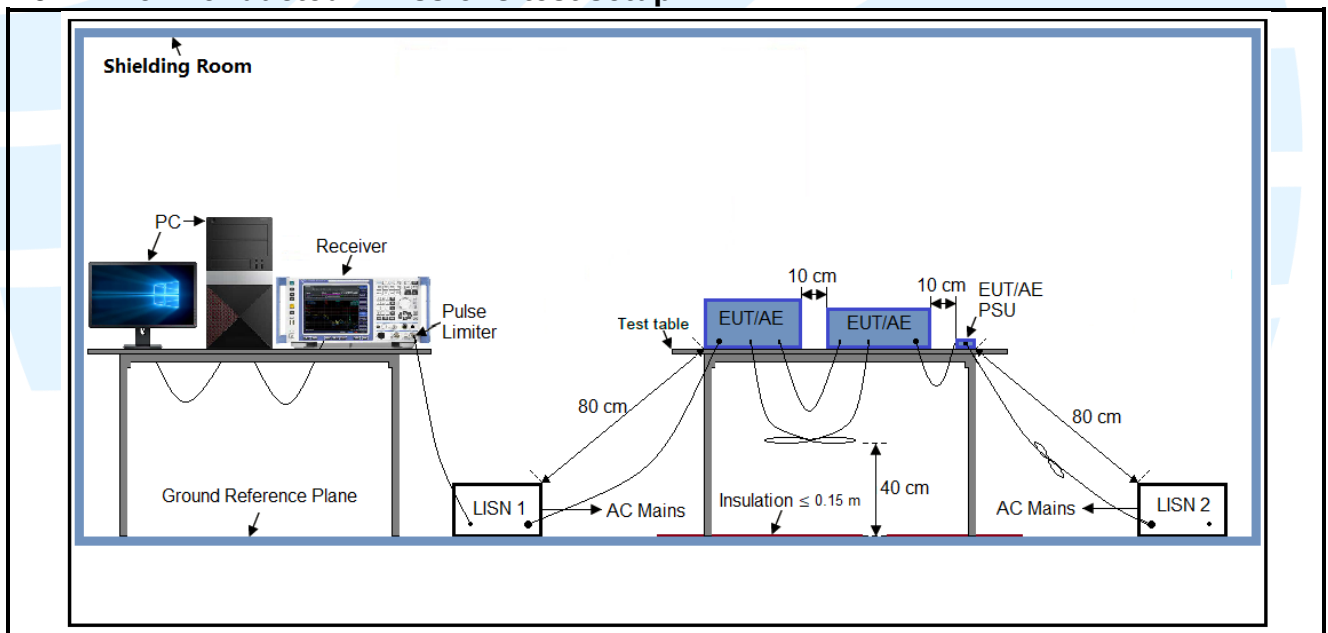 Shielding Room
PC
Receiver
Pulse
Limiter
10 cm
10 cm
EUT/AE
PSU
EUT/AE
EUT/AE
Test table
80 cm
80 cm
Ground Reference Plane
LISN 1
AC Mains
Insulation ≤ 0.15 m
40 cm
AC Mains
LISN 2